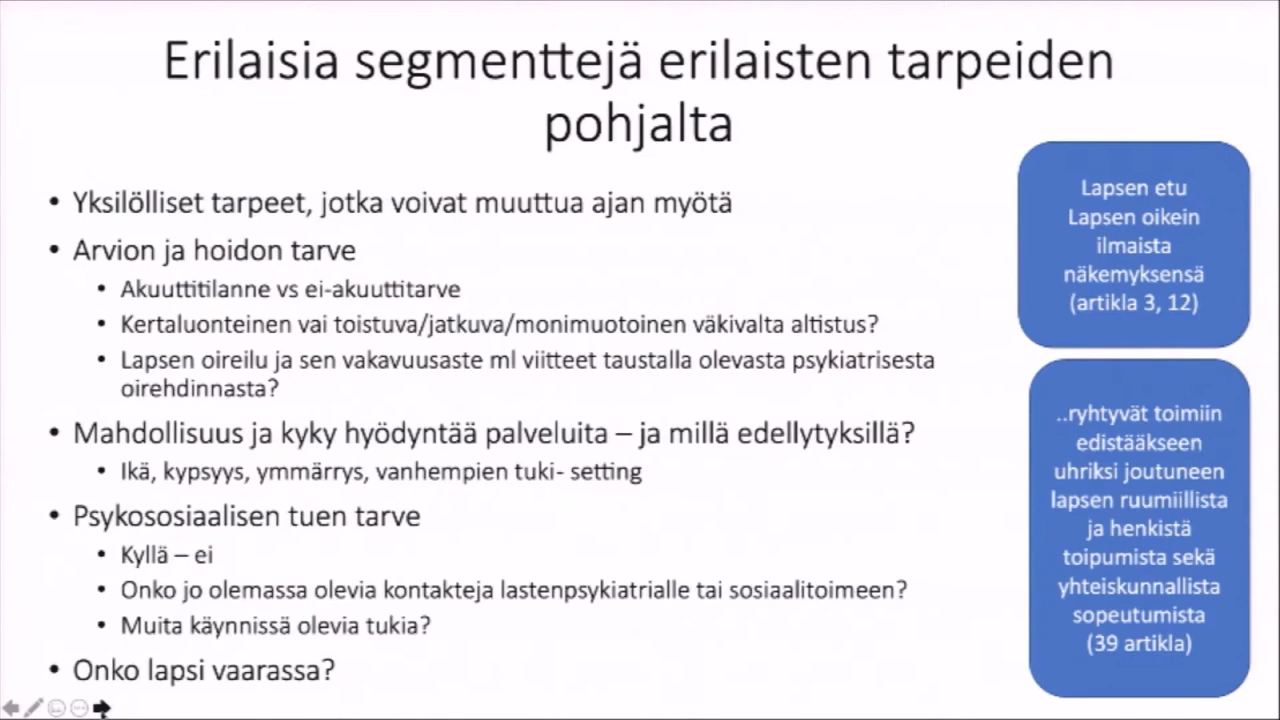 Erilaisia segmenttejä erilaisten tarpeiden
pohjalta
• Yksilölliset tarpeet, jotka voivat muuttua ajan myötä
• Arvion ja hoidon tarve
• Akuuttitilanne vs ei-akuuttitarve
• Kertaluonteinen vai toistuva/jatkuva/monimuotoinen väkivalta altistus?
• Lapsen oireilu ja sen vakavuusaste ml viitteet taustalla olevasta psykiatrisesta
oirehdinnasta?
• Mahdollisuus ja kyky hyödyntää palveluita – ja millä edellytyksillä?
• Ikä, kypsyys, ymmärrys, vanhempien tuki- setting
• Psykososiaalisen tuen tarve
• Kyllä – ei
• Onko jo olemassa olevia kontakteja lastenpsykiatrialle tai sosiaalitoimeen?
• Muita käynnissä olevia tukia?
• Onko lapsi vaarassa?
Lapsen etu
Lapsen oikein
ilmaista
näkemyksensä
(artikla 3, 12)
..ryhtyvät toimiin
edistääkseen
uhriksi joutuneen
lapsen ruumiillista
ja henkistä
toipumista sekä
yhteiskunnallista
sopeutumista
(39 artikla)